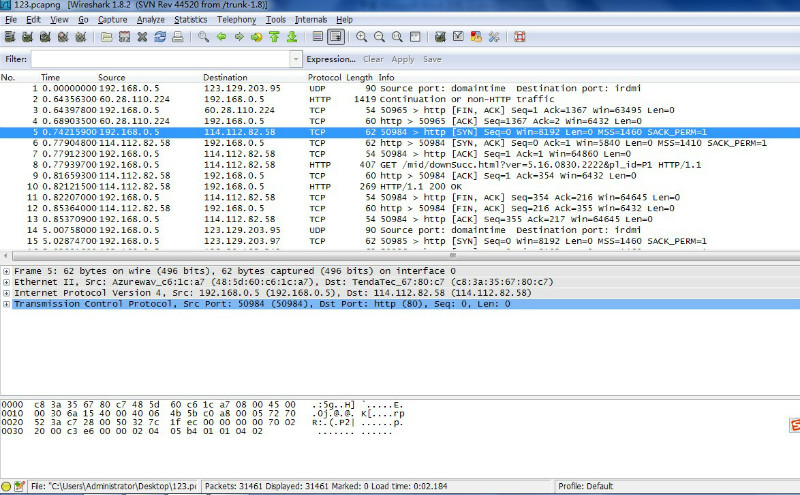 123.pcapng [Wireshark 1.8.2 (SVN Rev 44520 from /trunk-1.8)]
File Edit View Go Capture Analyze Statistics Telephony Tools Internals Help
Filter: Expression... Clear Apply Save
No. Time Source Destination Protocol Length Info
1 0.00000000 192.168.0.5 123.129.203.95 UDP 90 Source port: domaintime Destination port: irdmi
2 0.64356300 60.28.110.224 192.168.0.5 HTTP 1419 Continuation or non-HTTP traffic
3 0.64397800 192.168.0.5 60.28.110.224 TCP 54 50965 > http [FIN, ACK] Seq=1 Ack=1367 Win=63495 Len=0
4 0.68903500 60.28.110.224 192.168.0.5 TCP 60 http > 50965 [ACK] Seq=1367 Ack=2 Win=6432 Len=0
5 0.74215900 192.168.0.5 114.112.82.58 TCP 62 50984 > http [SYN] Seq=0 Win=8192 Len=0 MSS=1460 SACK_PERM=1
6 0.77904800 114.112.82.58 192.168.0.5 TCP 62 http > 50984 [SYN, ACK] Seq=0 Ack=1 Win=5840 Len=0 MSS=1410 SACK_PERM=1
7 0.77912300 192.168.0.5 114.112.82.58 TCP 54 50984 > http [ACK] Seq=1 Ack=1 Win=64860 Len=0
8 0.77939700 192.168.0.5 114.112.82.58 HTTP 407 GET /mid/downSucc.html?ver=5.16.0830.2222&pl_id=P1 HTTP/1.1
9 0.81659300 114.112.82.58 192.168.0.5 TCP 60 http > 50984 [ACK] Seq=1 Ack=354 Win=6432 Len=0
10 0.82121500 114.112.82.58 192.168.0.5 HTTP 269 HTTP/1.1 200 OK
11 0.82207000 192.168.0.5 114.112.82.58 TCP 54 50984 > http [FIN, ACK] Seq=354 Ack=216 Win=64645 Len=0
12 0.85364000 114.112.82.58 192.168.0.5 TCP 60 http > 50984 [FIN, ACK] Seq=216 Ack=355 Win=6432 Len=0
13 0.85370900 192.168.0.5 114.112.82.58 TCP 54 50984 > http [ACK] Seq=355 Ack=217 Win=64645 Len=0
14 5.00758000 192.168.0.5 123.129.203.95 UDP 90 Source port: domaintime Destination port: irdmi
15 5.02874700 192.168.0.5 123.129.203.97 TCP 62 50985 > http [SYN] Seq=0 Win=8192 Len=0 MSS=1460 SACK_PERM=1
Frame 5: 62 bytes on wire (496 bits), 62 bytes captured (496 bits) on interface 0
Ethernet II, Src: Azurewav_c6:1c:a7 (48:5d:60:c6:1c:a7), Dst: TendaTec_67:80:c7 (c8:3a:35:67:80:c7)
Internet Protocol Version 4, Src: 192.168.0.5 (192.168.0.5), Dst: 114.112.82.58 (114.112.82.58)
Transmission Control Protocol, Src Port: 50984 (50984), Dst Port: http (80), Seq: 0, Len: 0
0000 c8 3a 35 67 80 c7 48 5d 60 c6 1c a7 08 00 45 00 .:5g..H] `.....E.
0010 00 30 6a 15 40 00 40 06 4b 5b c0 a8 00 05 72 70 .0j.@.@. K[....rp
0020 52 3a c7 28 00 50 32 7c 1f ec 00 00 00 00 70 02 R:.(.P2| ......p.
0030 20 00 c3 e6 00 00 02 04 05 b4 01 01 04 02 ....... ......
File: "C:\Users\Administrator\Desktop\123.pc Packets: 31461 Displayed: 31461 Marked: 0 Load time: 0:02.184 Profile: Default